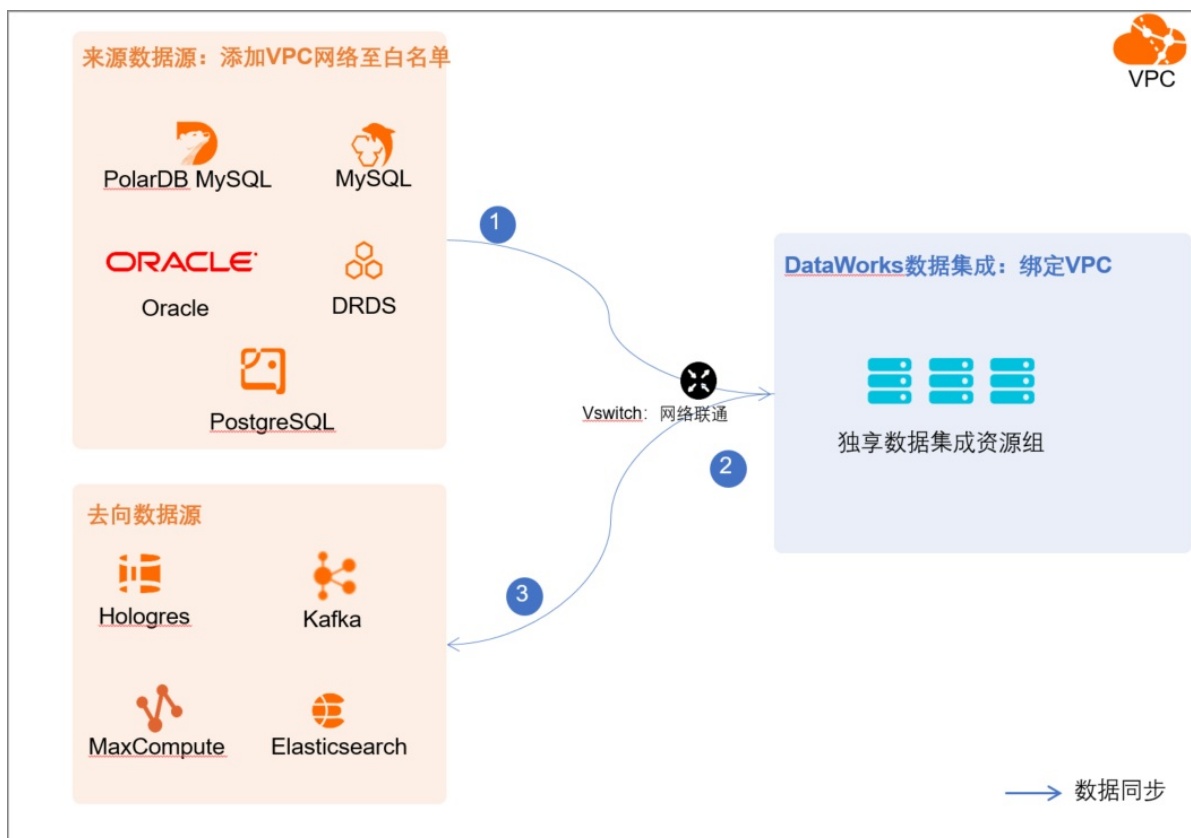 来源数据源：添加VPC网络至白名单
VPC
PolarDB MySQL
MySQL
ORACLE
Oracle
DRDS
PostgreSQL
1
DataWorks数据集成：绑定VPC
Vswitch：网络联通
独享数据集成资源组
2
去向数据源
Hologres
Kafka
3
MaxCompute
Elasticsearch
数据同步